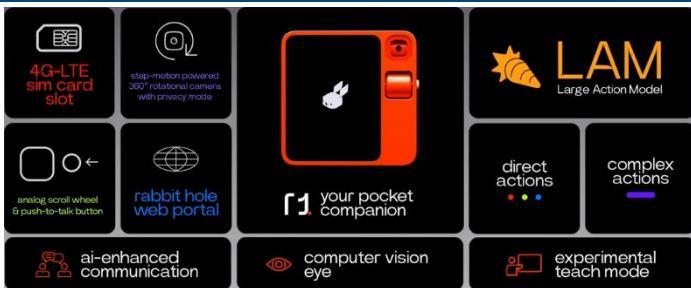 4G-LTE
sim card
slot
step-motion powered
360° rotational camera
with privacy mode
LAM
Large Action Model
analog scroll wheel
& push-to-talk button
rabbit hole
web portal
r1.
your pocket
companion
direct
actions
complex
actions
ai-enhanced
communication
computer vision
eye
experimental
teach mode